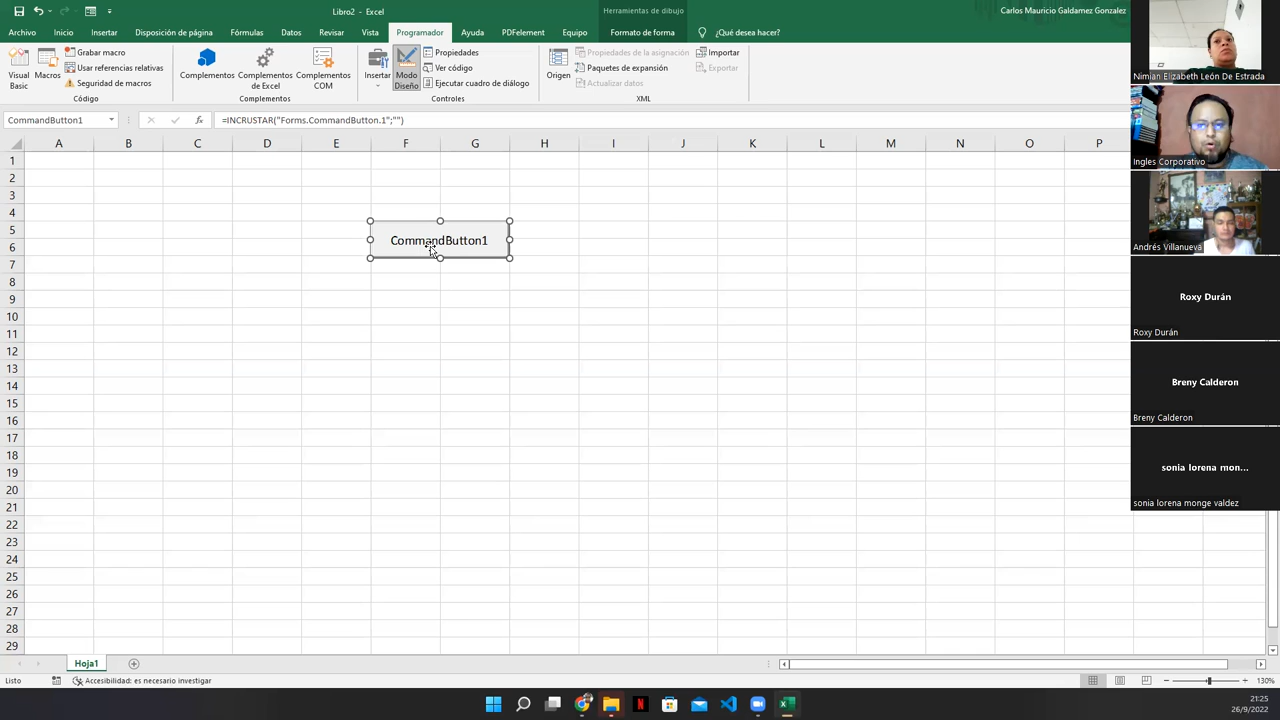 Libro2 - Excel
Herramientas de dibujo
Carlos Mauricio Galdamez Gonzalez
Archivo Inicio Insertar Disposición de página Fórmulas Datos Revisar Vista Programador Ayuda PDFelement Equipo Formato de forma ¿Qué desea hacer?
Visual Basic
Macros
Grabar macro
Usar referencias relativas
Seguridad de macros
Código
Complementos
Complementos de Excel
Complementos COM
Complementos
Insertar
Modo Diseño
Propiedades
Ver código
Ejecutar cuadro de diálogo
Controles
Origen
Propiedades de la asignación
Paquetes de expansión
Actualizar datos
Importar
Exportar
XML
CommandButton1
=INCRUSTAR("Forms.CommandButton.1";"")
A B C D E F G H I J K L M N O P
1
2
3
4
5
6
7
8
9
10
11
12
13
14
15
16
17
18
19
20
21
22
23
24
25
26
27
28
29
CommandButton1
Nimian Elizabeth León De Estrada
Ingles Corporativo
Andrés Villanueva
Roxy Durán
Roxy Durán
Breny Calderon
Breny Calderon
sonia lorena mon...
sonia lorena monge valdez
Hoja1
Listo
Accesibilidad: es necesario investigar
130%
21:25
26/9/2022